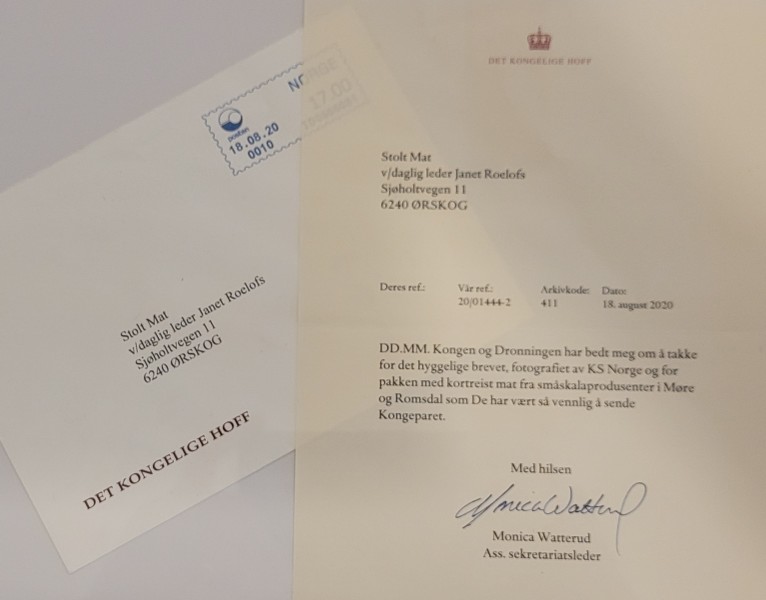 NORGE
17.00
posten
18.08.20
0010
Stolt Mat
v/daglig leder Janet Roelofs
Sjøholtvegen 11
6240 ØRSKOG
DET KONGELIGE HOFF
DET KONGELIGE HOFF
Stolt Mat
v/daglig leder Janet Roelofs
Sjøholtvegen 11
6240 ØRSKOG
Deres ref.: Vår ref.: Arkivkode: Dato:
20/01444-2 411 18. august 2020
DD.MM. Kongen og Dronningen har bedt meg om å takke
for det hyggelige brevet, fotografiet av KS Norge og for
pakken med kortreist mat fra småskalaprodusenter i Møre
og Romsdal som De har vært så vennlig å sende
Kongeparet.
Med hilsen
Monica Watterud
Monica Watterud
Ass. sekretariatsleder